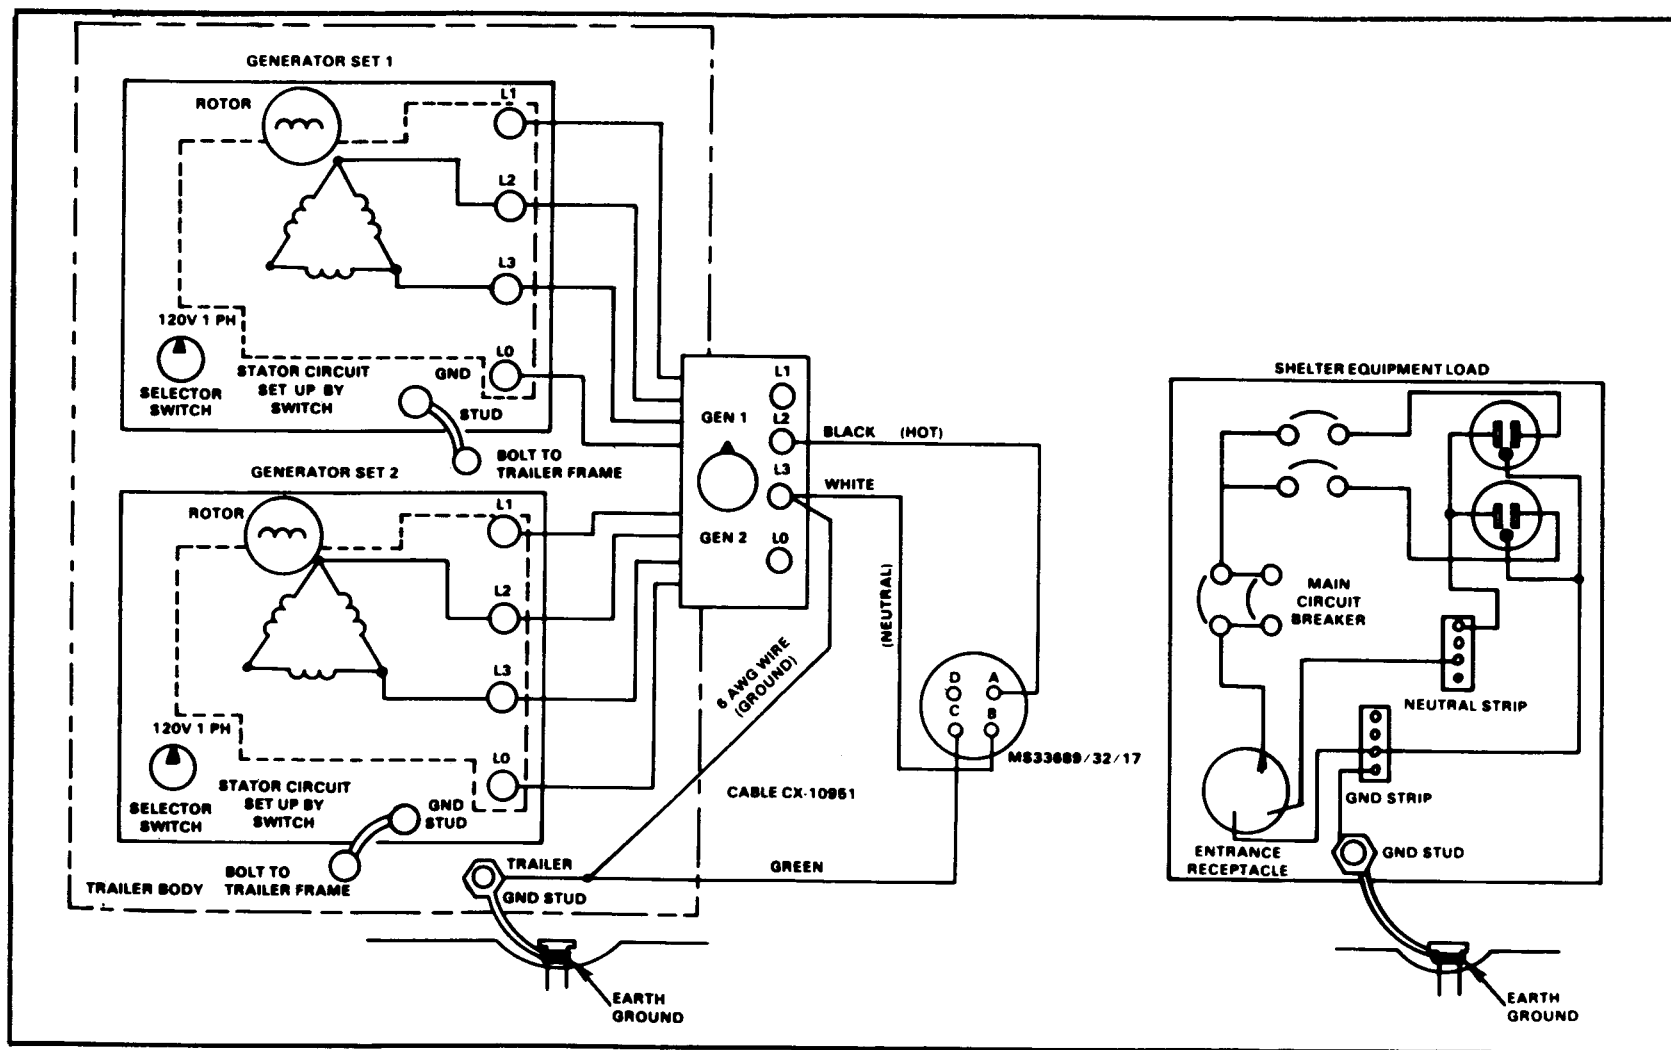 GENERATOR SET 1
ROTOR
L1
L2
L3
L0
120V 1 PH
SELECTOR
SWITCH
STATOR CIRCUIT
SET UP BY
SWITCH
GND
STUD
BOLT TO
TRAILER FRAME
GENERATOR SET 2
ROTOR
L1
L2
L3
L0
120V 1 PH
SELECTOR
SWITCH
STATOR CIRCUIT
SET UP BY
SWITCH
GND
STUD
BOLT TO
TRAILER FRAME
TRAILER BODY
TRAILER
GND STUD
EARTH
GROUND
GEN 1
GEN 2
L1
L2
L3
L0
BLACK (HOT)
WHITE
(NEUTRAL)
6 AWG WIRE
(GROUND)
D A
C B
MS33689/32/17
CABLE CX-10951
GREEN
SHELTER EQUIPMENT LOAD
MAIN
CIRCUIT
BREAKER
NEUTRAL STRIP
GND STRIP
ENTRANCE
RECEPTACLE
GND STUD
EARTH
GROUND